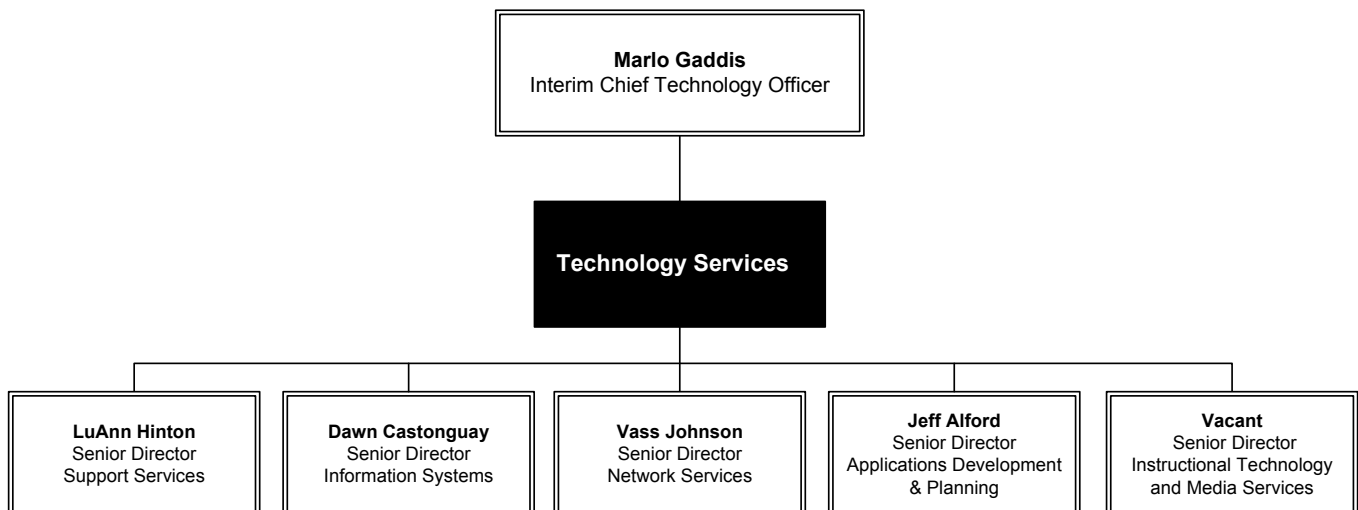 Marlo Gaddis
Interim Chief Technology Officer
Technology Services
LuAnn Hinton
Senior Director
Support Services
Dawn Castonguay
Senior Director
Information Systems
Vass Johnson
Senior Director
Network Services
Jeff Alford
Senior Director
Applications Development
& Planning
Vacant
Senior Director
Instructional Technology
and Media Services